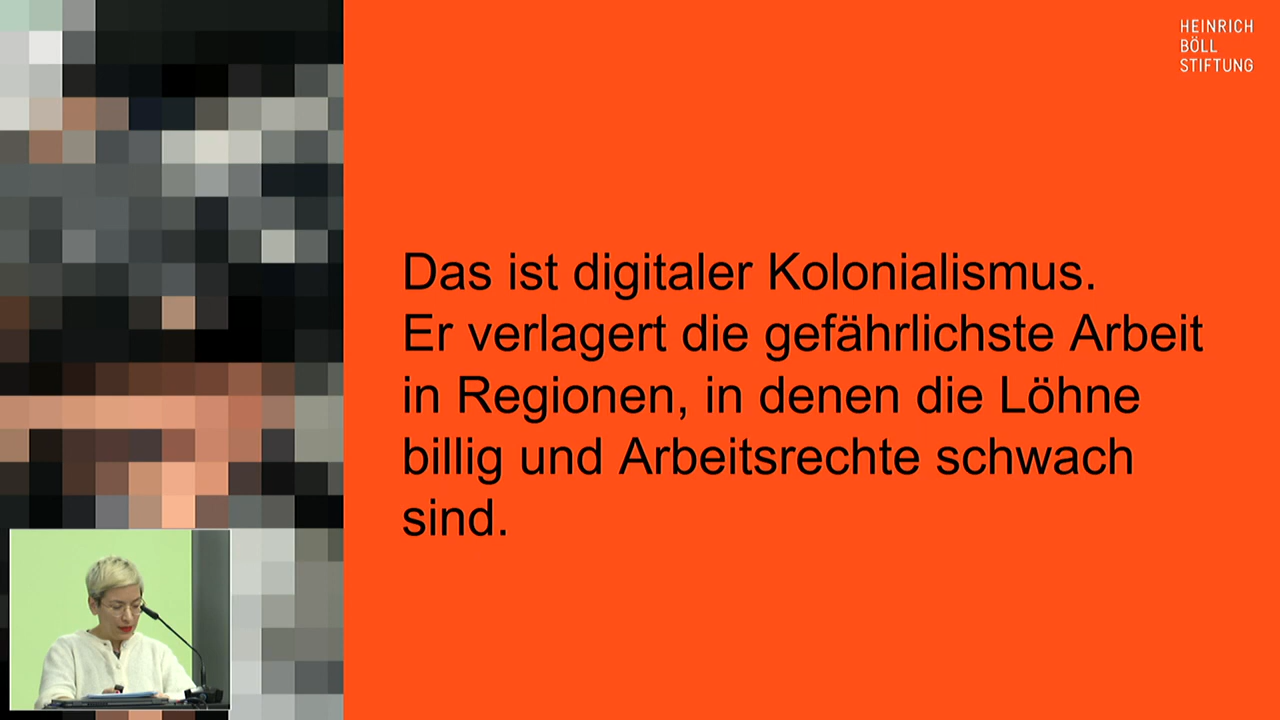 HEINRICH
BÖLL
STIFTUNG
Das ist digitaler Kolonialismus.
Er verlagert die gefährlichste Arbeit
in Regionen, in denen die Löhne
billig und Arbeitsrechte schwach
sind.